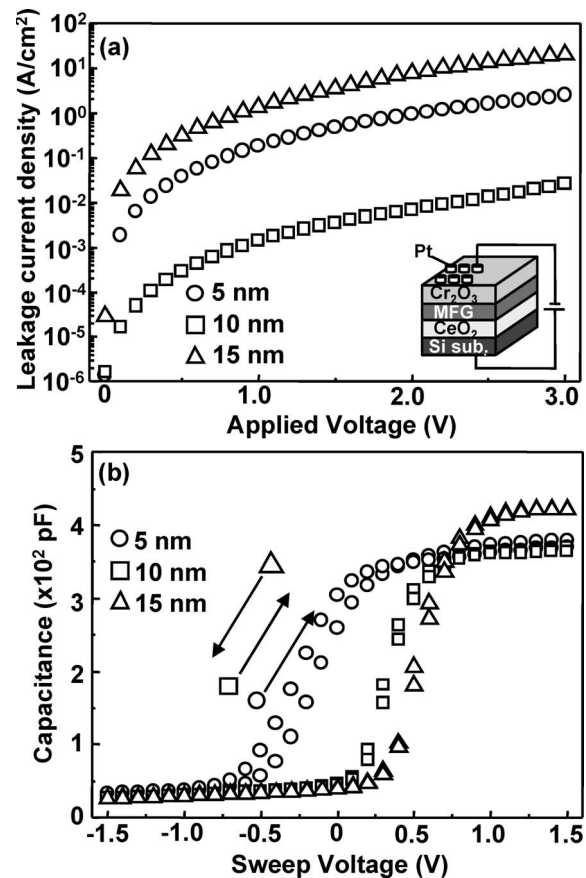 (a)
Leakage current density (A/cm²)
10²
10¹
10⁰
10⁻¹
10⁻²
10⁻³
10⁻⁴
10⁻⁵
10⁻⁶
5 nm
10 nm
15 nm
Pt
Cr₂O₃
MFG
CeO₂
Si sub.
0
1.0
2.0
3.0
Applied Voltage (V)
(b)
Capacitance (x10² pF)
5
4
3
2
1
0
5 nm
10 nm
15 nm
-1.5
-1.0
-0.5
0
0.5
1.0
1.5
Sweep Voltage (V)